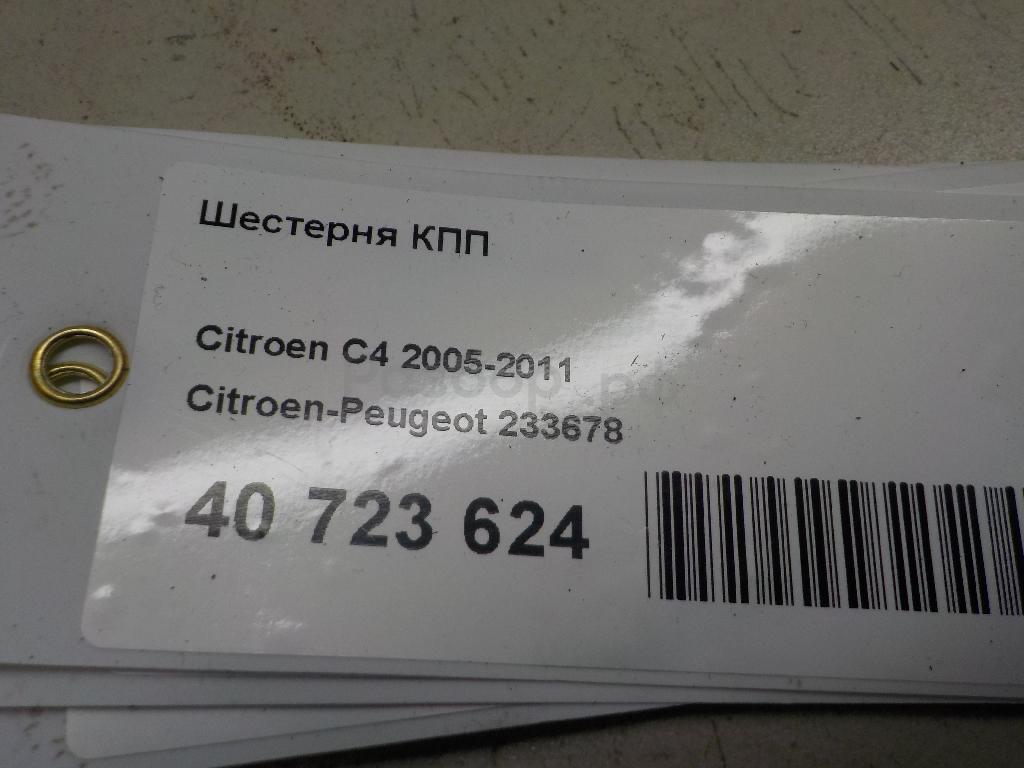 Шестерня КПП
Citroen C4 2005-2011
Citroen-Peugeot 233678
40 723 624